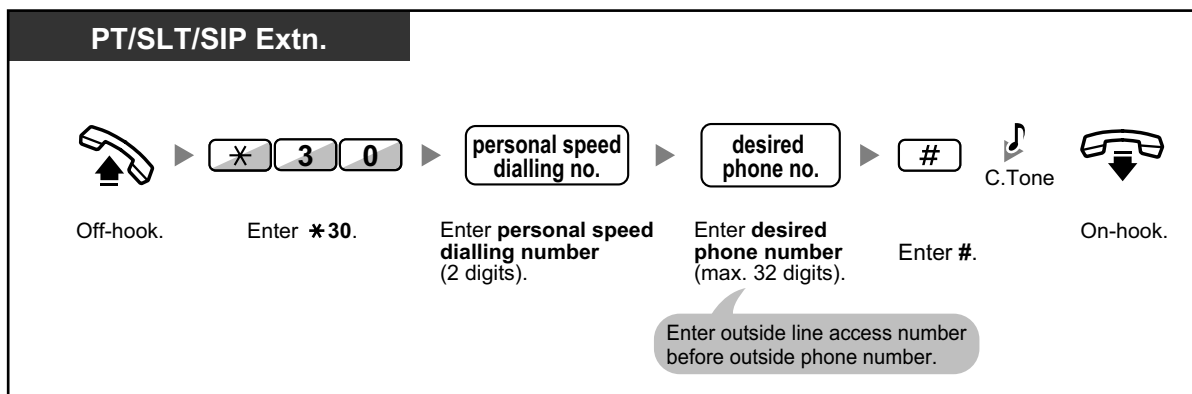 PT/SLT/SIP Extn.
* 3 0
personal speed
dialling no.
desired
phone no.
#
C.Tone
Off-hook.
Enter *30.
Enter personal speed
dialling number
(2 digits).
Enter desired
phone number
(max. 32 digits).
Enter #.
On-hook.
Enter outside line access number
before outside phone number.